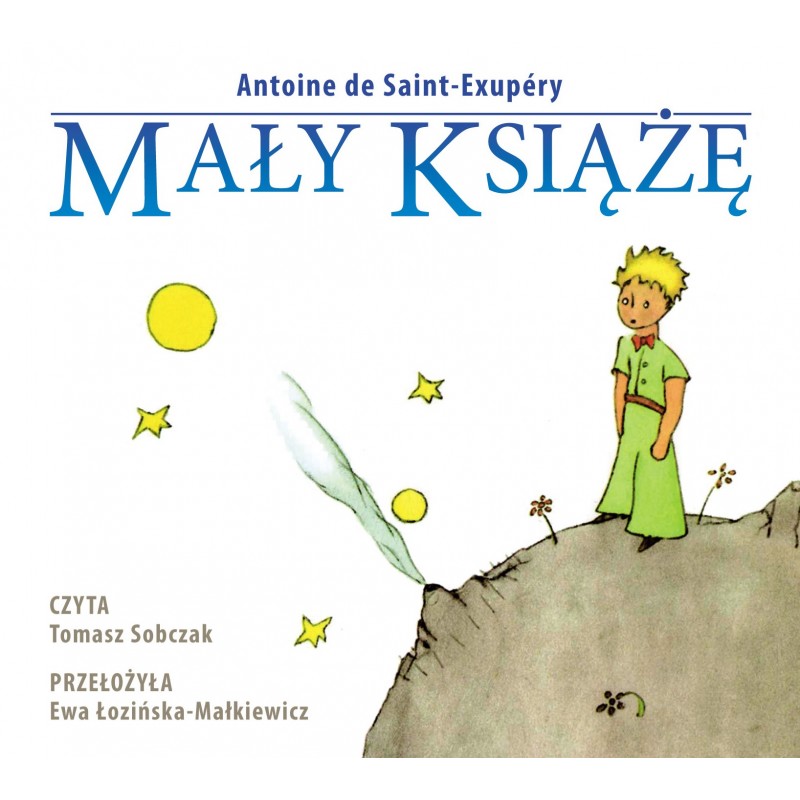 Antoine de Saint-Exupéry
MAŁY KSIĄŻĘ
CZYTA
Tomasz Sobczak
PRZEŁOŻYŁA
Ewa Łozińska-Małkiewicz